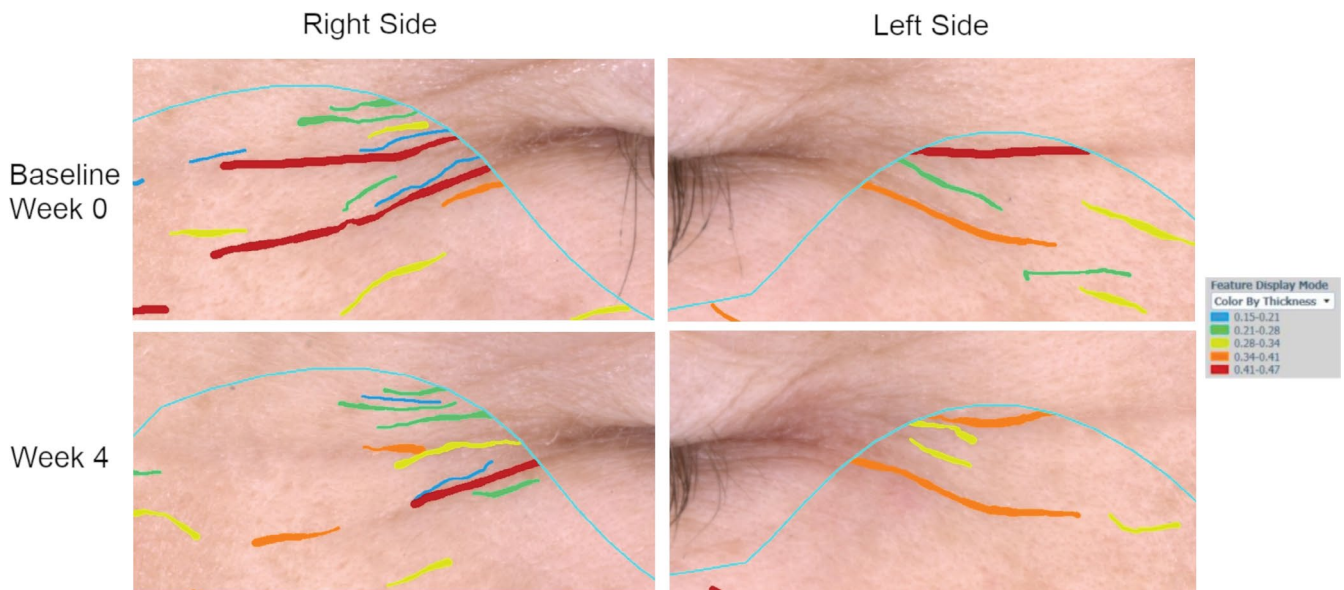 Right Side
Left Side
Baseline
Week 0
Week 4
Feature Display Mode
Color By Thickness
0.15-0.21
0.21-0.28
0.28-0.34
0.34-0.41
0.41-0.47